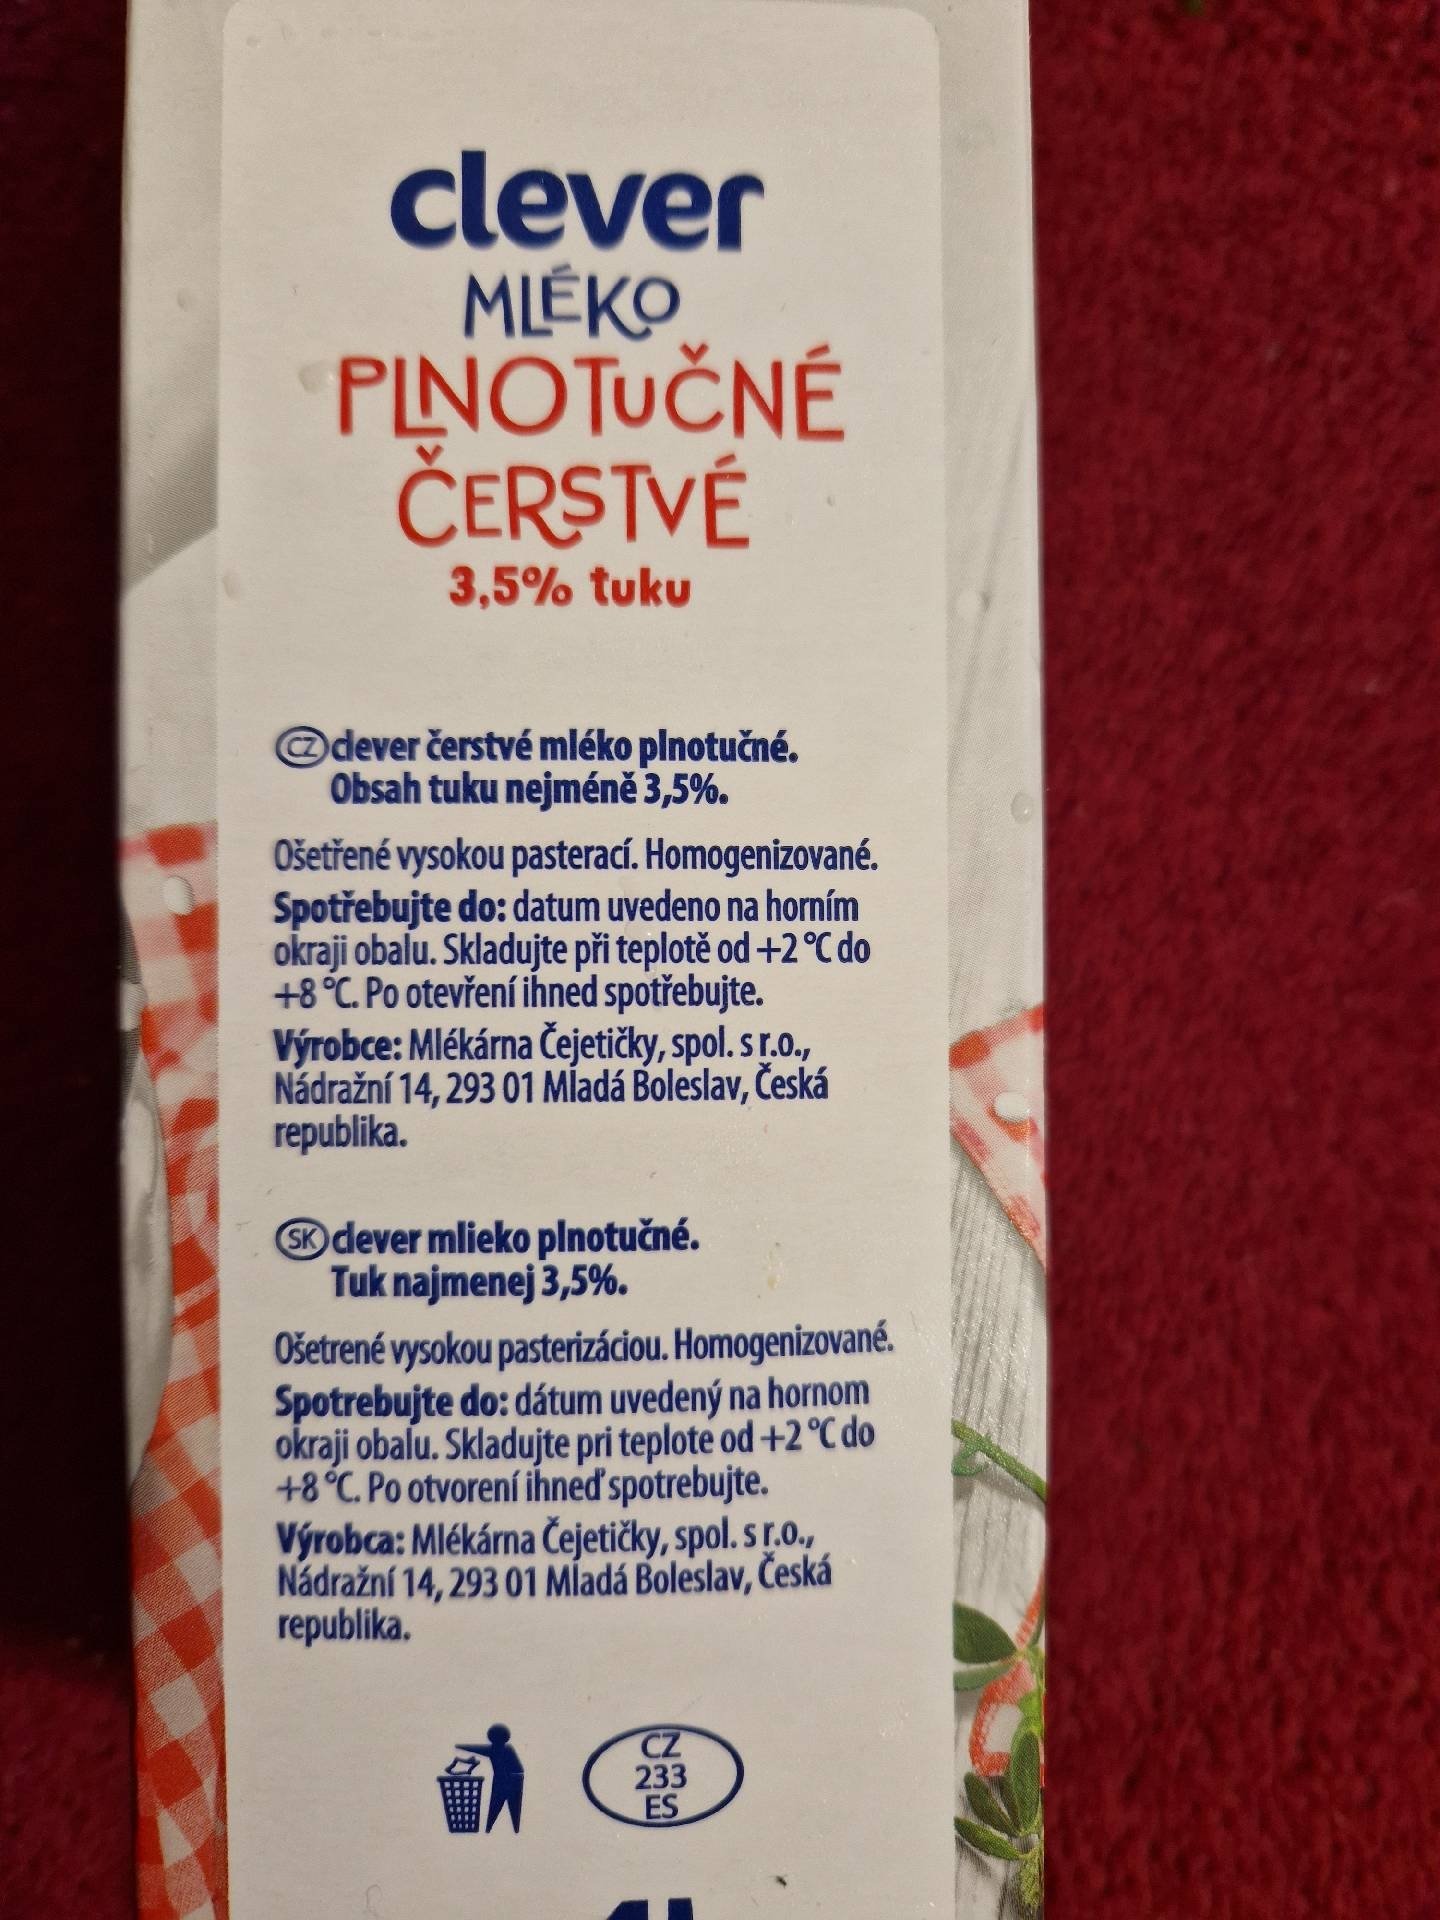 clever
MLÉKO
PLNOTUČNÉ
ČERSTVÉ
3,5% tuku
CZ clever čerstvé mléko plnotučné.
Obsah tuku nejméně 3,5%.
Ošetřené vysokou pasterací. Homogenizované.
Spotřebujte do: datum uvedeno na horním
okraji obalu. Skladujte při teplotě od +2 °C do
+8 °C. Po otevření ihned spotřebujte.
Výrobce: Mlékárna Čejetičky, spol. s r.o.,
Nádražní 14, 293 01 Mladá Boleslav, Česká
republika.
SK clever mlieko plnotučné.
Tuk najmenej 3,5%.
Ošetrené vysokou pasterizáciou. Homogenizované.
Spotrebujte do: dátum uvedený na hornom
okraji obalu. Skladujte pri teplote od +2 °C do
+8 °C. Po otvorení ihneď spotrebujte.
Výrobca: Mlékárna Čejetičky, spol. s r.o.,
Nádražní 14, 293 01 Mladá Boleslav, Česká
republika.
CZ
233
ES